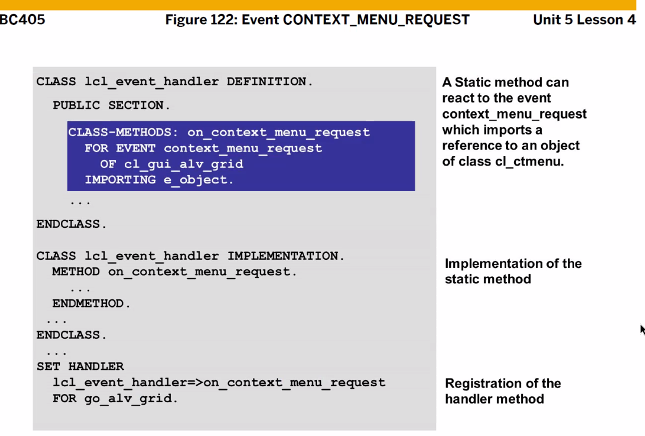 BC405 Figure 122: Event CONTEXT_MENU_REQUEST Unit 5 Lesson 4
CLASS lcl_event_handler DEFINITION.
PUBLIC SECTION.
CLASS-METHODS: on_context_menu_request
FOR EVENT context_menu_request
OF cl_gui_alv_grid
IMPORTING e_object.
...
ENDCLASS.
A Static method can
react to the event
context_menu_request
which imports a
reference to an object
of class cl_ctmenu.
CLASS lcl_event_handler IMPLEMENTATION.
METHOD on_context_menu_request.
...
ENDMETHOD.
...
ENDCLASS.
...
Implementation of the
static method
SET HANDLER
lcl_event_handler=>on_context_menu_request
FOR go_alv_grid.
Registration of the
handler method